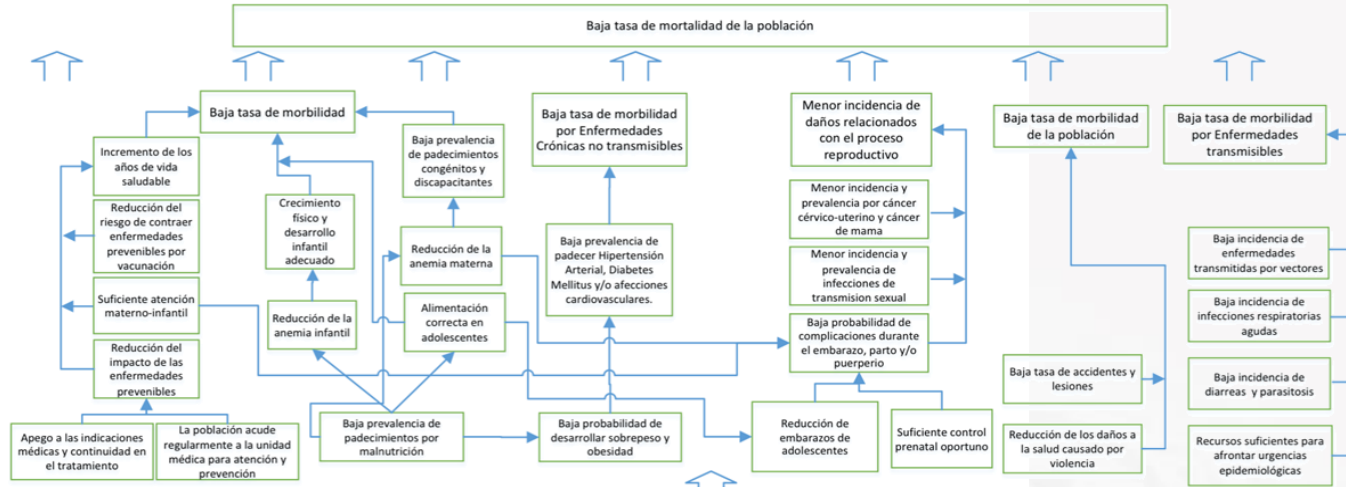 Baja tasa de mortalidad de la población
Baja tasa de morbilidad
Incremento de los
años de vida
saludable
Reducción del
riesgo de contraer
enfermedades
prevenibles por
vacunación
Suficiente atención
materno-infantil
Reducción del
impacto de las
enfermedades
prevenibles
Apego a las indicaciones
médicas y continuidad en
el tratamiento
La población acude
regularmente a la unidad
médica para atención y
prevención
Crecimiento
físico y
desarrollo
infantil
adecuado
Reducción de la
anemia infantil
Baja prevalencia
de padecimientos
congénitos y
discapacitantes
Reducción de la
anemia materna
Alimentación
correcta en
adolescentes
Baja prevalencia de
padecimientos por
malnutrición
Baja tasa de morbilidad
por Enfermedades
Crónicas no transmisibles
Baja prevalencia de
padecer Hipertensión
Arterial, Diabetes
Mellitus y/o afecciones
cardiovasculares.
Baja probabilidad de
desarrollar sobrepeso y
obesidad
Menor incidencia de
daños relacionados
con el proceso
reproductivo
Menor incidencia y
prevalencia por cáncer
cérvico-uterino y cáncer
de mama
Menor incidencia y
prevalencia de
infecciones de
transmision sexual
Baja probabilidad de
complicaciones durante
el embarazo, parto y/o
puerperio
Reducción de
embarazos de
adolescentes
Suficiente control
prenatal oportuno
Baja tasa de morbilidad
de la población
Baja tasa de accidentes y
lesiones
Reducción de los daños a
la salud causado por
violencia
Baja tasa de morbilidad
por Enfermedades
transmisibles
Baja incidencia de
enfermedades
transmitidas por vectores
Baja incidencia de
infecciones respiratorias
agudas
Baja incidencia de
diarreas y parasitosis
Recursos suficientes para
afrontar urgencias
epidemiológicas